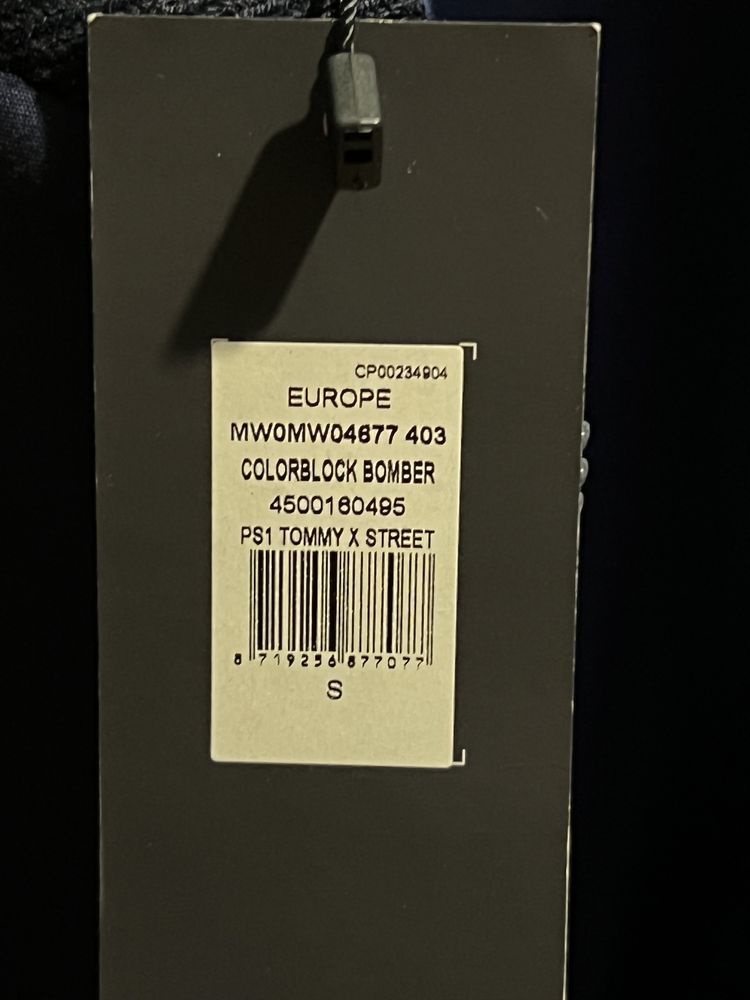 CP00234904
EUROPE
MW0MW04677 403
COLORBLOCK BOMBER
4500160495
PS1 TOMMY X STREET
8 719256 877077
S